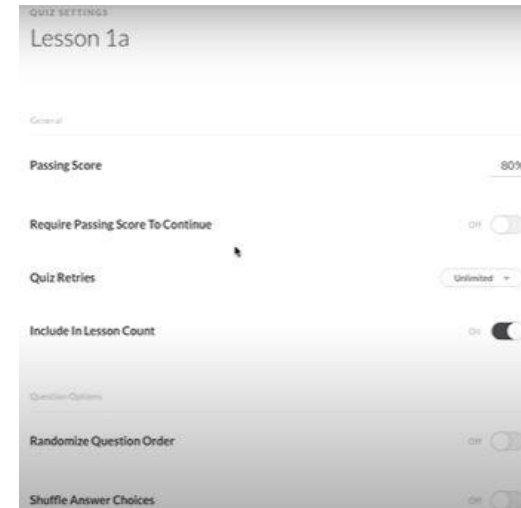 QUIZ SETTINGS
Lesson 1a
General
Passing Score 80%
Require Passing Score To Continue Off
Quiz Retries Unlimited
Include In Lesson Count On
Question Options
Randomize Question Order Off
Shuffle Answer Choices Off